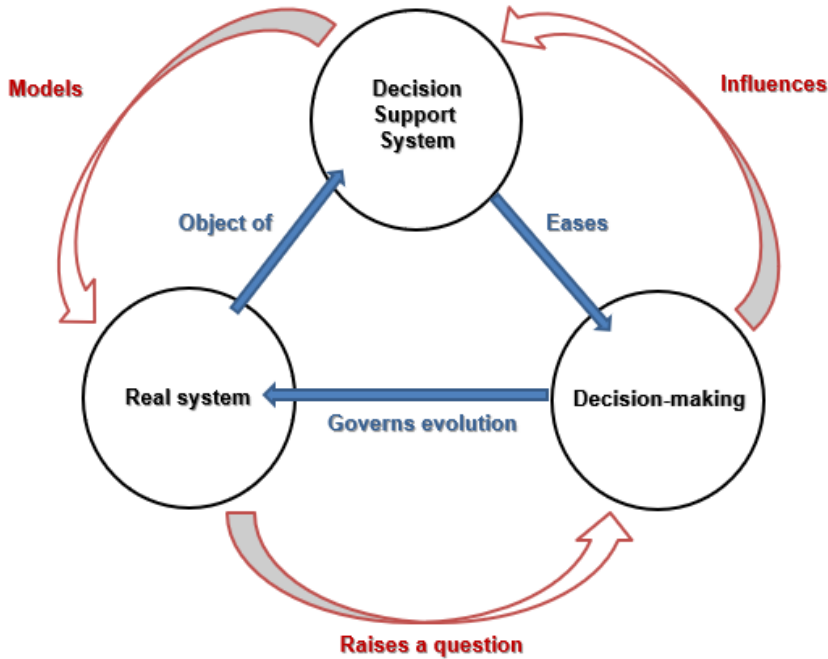 Models
Influences
Decision
Support
System
Object of
Eases
Real system
Decision-making
Governs evolution
Raises a question